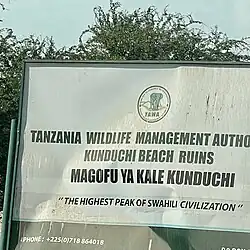 TAWA
TANZANIA WILDLIFE MANAGEMENT AUTHO
KUNDUCHI BEACH RUINS
MAGOFU YA KALE KUNDUCHI
"THE HIGHEST PEAK OF SWAHILI CIVILIZATION"
PHONE: +225(0)718 864018